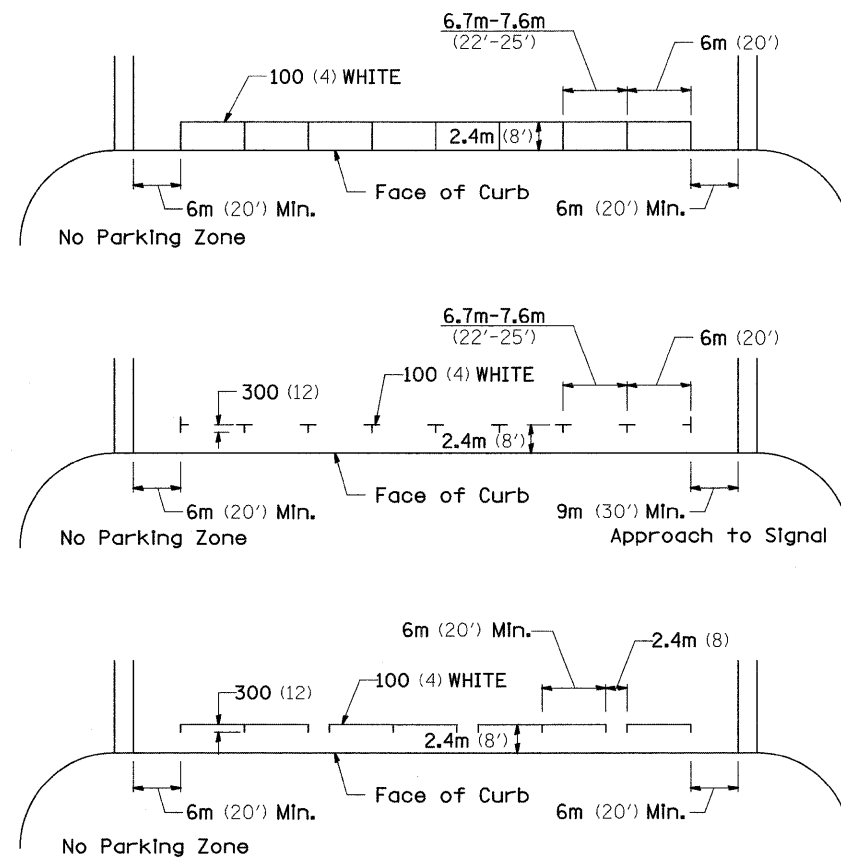 6.7m-7.6m
(22'-25')
6m (20')
100 (4) WHITE
2.4m (8')
Face of Curb
6m (20') Min.
6m (20') Min.
No Parking Zone
6.7m-7.6m
(22'-25')
6m (20')
300 (12)
100 (4) WHITE
2.4m (8')
Face of Curb
6m (20') Min.
9m (30') Min.
No Parking Zone
Approach to Signal
6m (20') Min.
2.4m (8)
300 (12)
100 (4) WHITE
2.4m (8')
Face of Curb
6m (20') Min.
6m (20') Min.
No Parking Zone